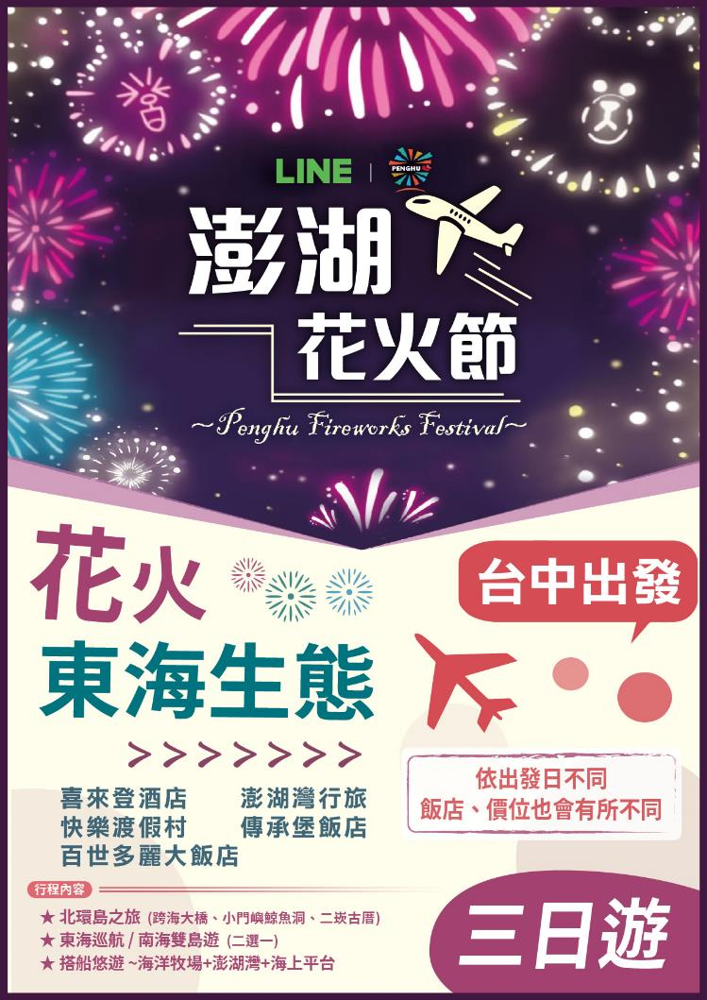 LINE | PENGHU
澎湖
花火節
~Penghu Fireworks Festival~
花火
東海生態
台中出發
>>>>>>>
喜來登酒店 澎湖灣行旅
快樂渡假村 傳承堡飯店
百世多麗大飯店
依出發日不同
飯店、價位也會有所不同
行程內容
★ 北環島之旅 (跨海大橋、小門嶼鯨魚洞、二崁古厝)
★ 東海巡航 / 南海雙島遊 (二選一)
★ 搭船悠遊 ~海洋牧場+澎湖灣+海上平台
三日遊